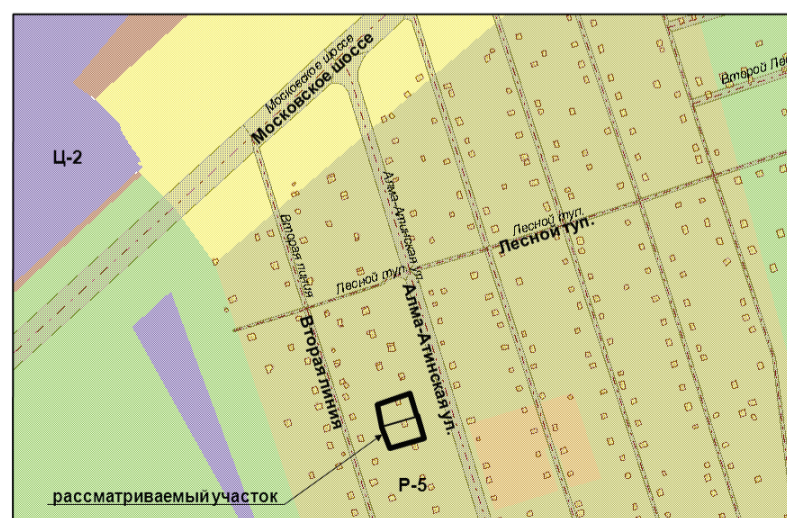 Московское шоссе
Московское шоссе
Второй Лес
Ц-2
Алма-Атинская ул.
Вторая линия
Лесной туп.
Лесной туп.
Лесной туп.
Алма-Атинская ул.
Вторая линия
рассматриваемый участок
Р-5